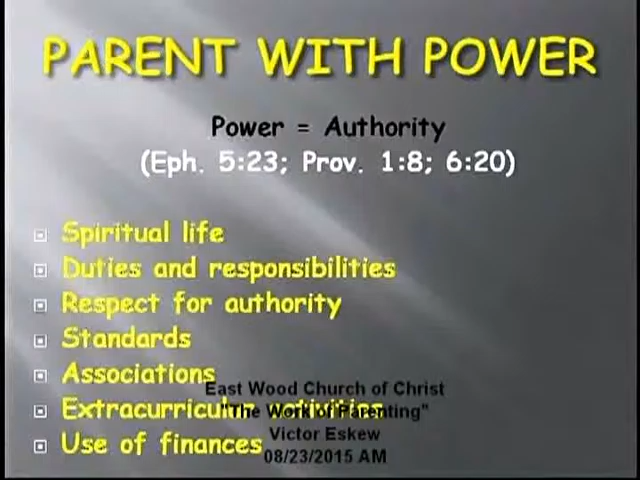 PARENT WITH POWER
Power = Authority
(Eph. 5:23; Prov. 1:8; 6:20)
Spiritual life
Duties and responsibilities
Respect for authority
Standards
Associations
East Wood Church of Christ
Extracurricular activities
"The Work of Parenting"
Victor Eskew
Use of finances
08/23/2015 AM